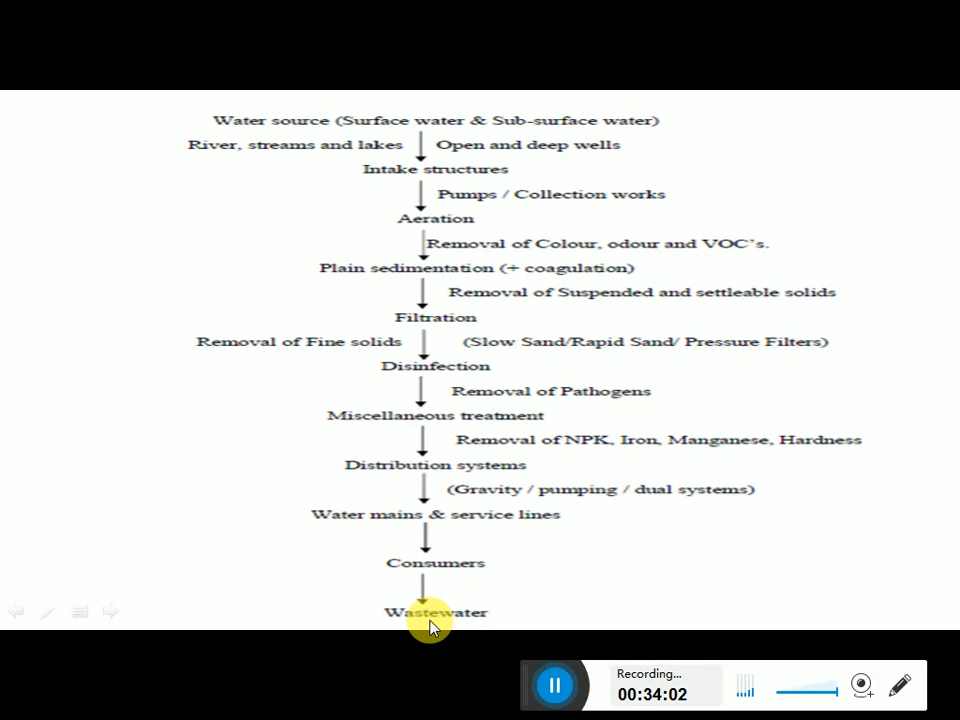 Water source (Surface water & Sub-surface water)
River, streams and lakes Open and deep wells
Intake structures
Pumps / Collection works
Aeration
Removal of Colour, odour and VOC's.
Plain sedimentation (+ coagulation)
Removal of Suspended and settleable solids
Filtration
Removal of Fine solids (Slow Sand/Rapid Sand/ Pressure Filters)
Disinfection
Removal of Pathogens
Miscellaneous treatment
Removal of NPK, Iron, Manganese, Hardness
Distribution systems
(Gravity / pumping / dual systems)
Water mains & service lines
Consumers
Wastewater
Recording...
00:34:02